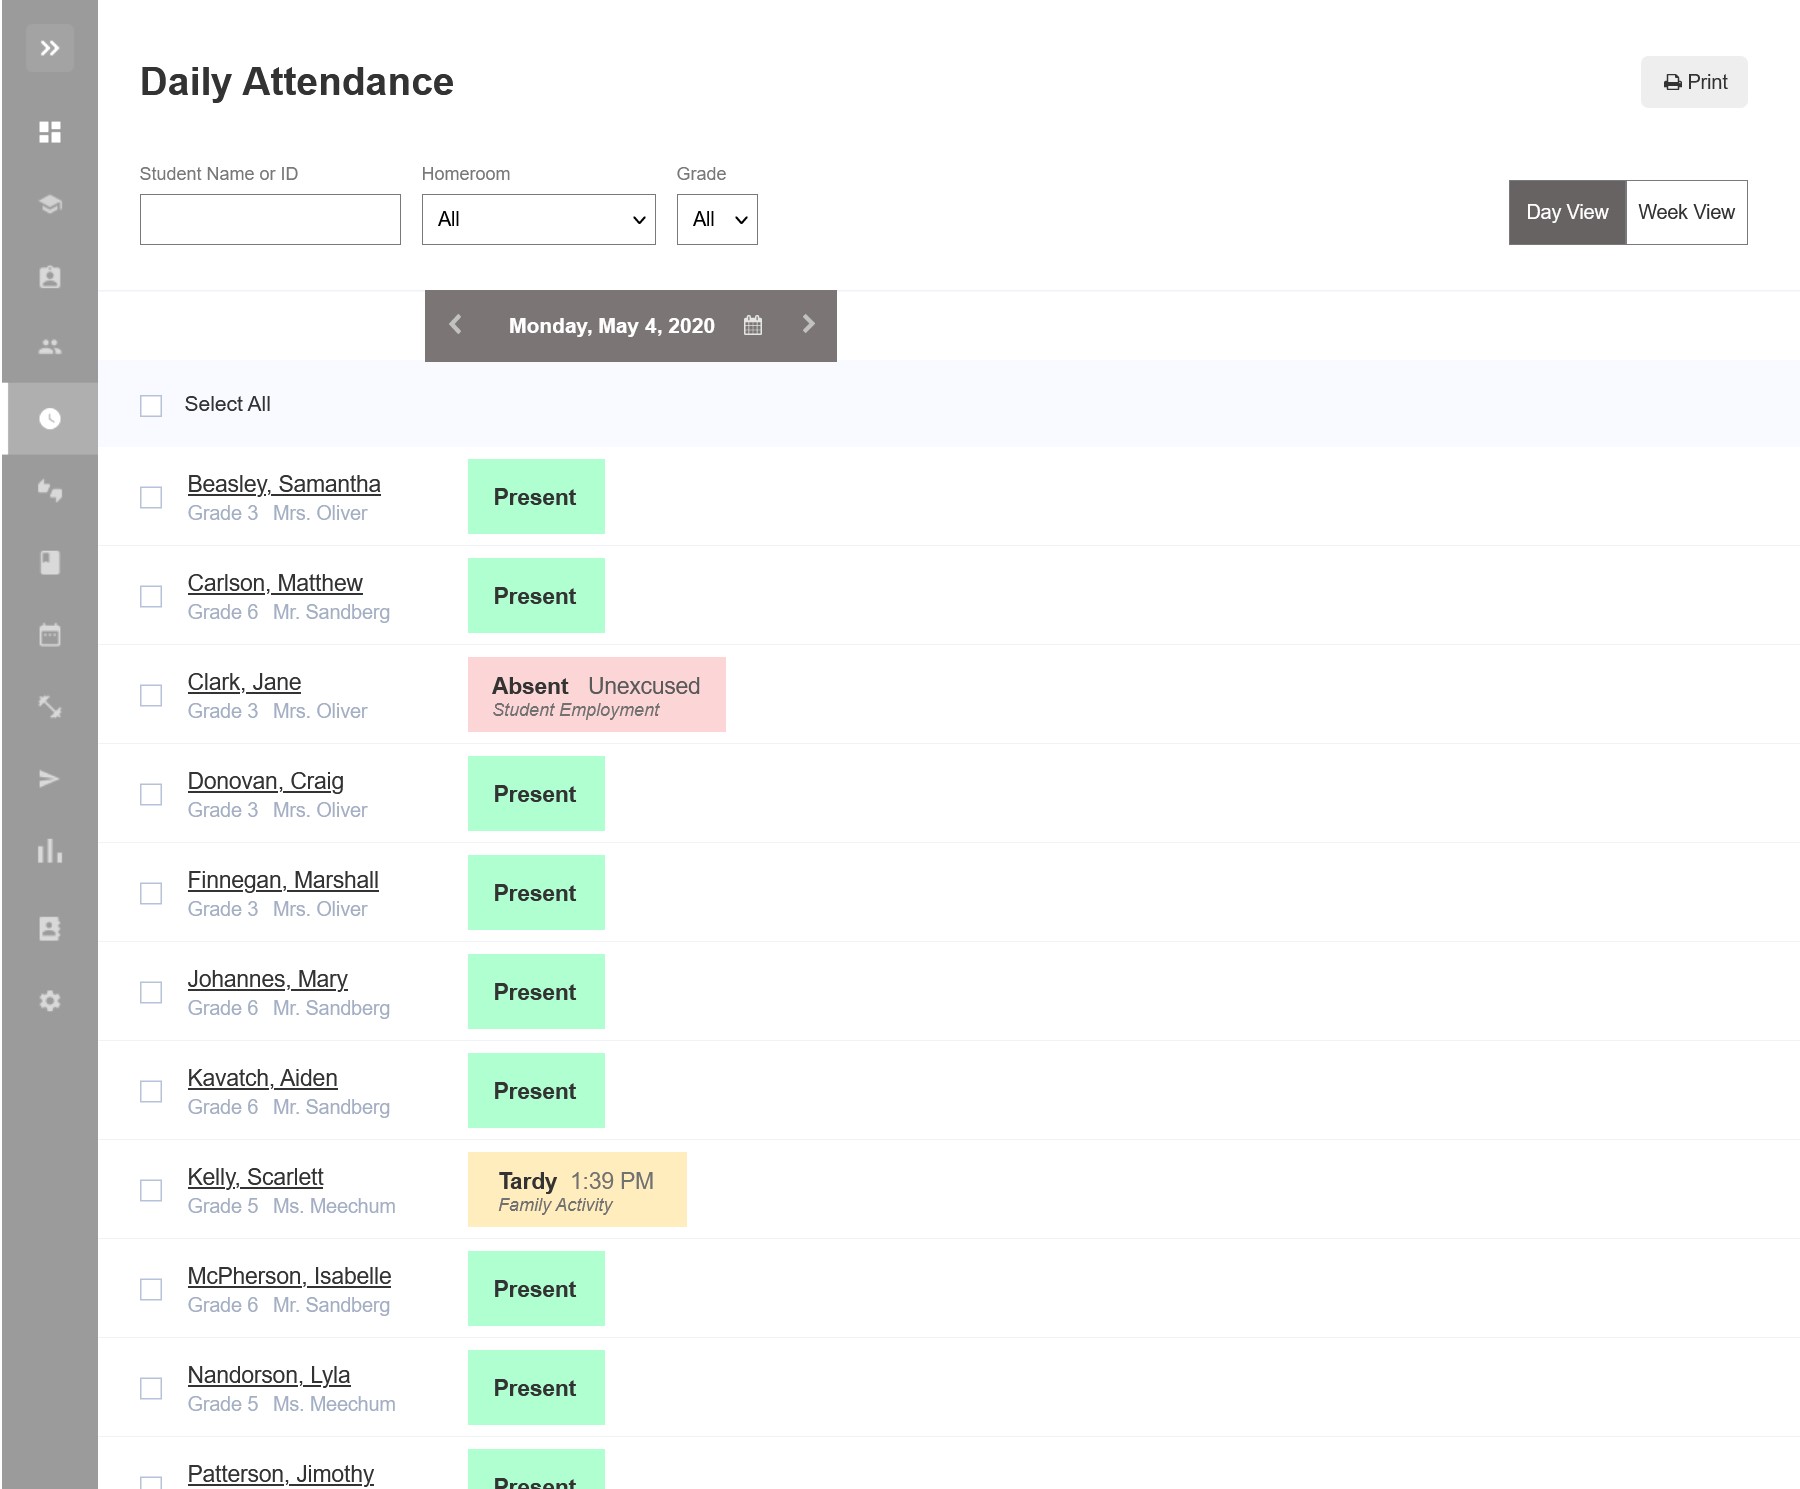 Daily Attendance
Print
Student Name or ID
Homeroom
Grade
All
All
Day View
Week View
Monday, May 4, 2020
Select All
Beasley, Samantha
Grade 3 Mrs. Oliver
Present
Carlson, Matthew
Grade 6 Mr. Sandberg
Present
Clark, Jane
Grade 3 Mrs. Oliver
Absent Unexcused
Student Employment
Donovan, Craig
Grade 3 Mrs. Oliver
Present
Finnegan, Marshall
Grade 3 Mrs. Oliver
Present
Johannes, Mary
Grade 6 Mr. Sandberg
Present
Kavatch, Aiden
Grade 6 Mr. Sandberg
Present
Kelly, Scarlett
Grade 5 Ms. Meechum
Tardy 1:39 PM
Family Activity
McPherson, Isabelle
Grade 6 Mr. Sandberg
Present
Nandorson, Lyla
Grade 5 Ms. Meechum
Present
Patterson, Jimothy
Present